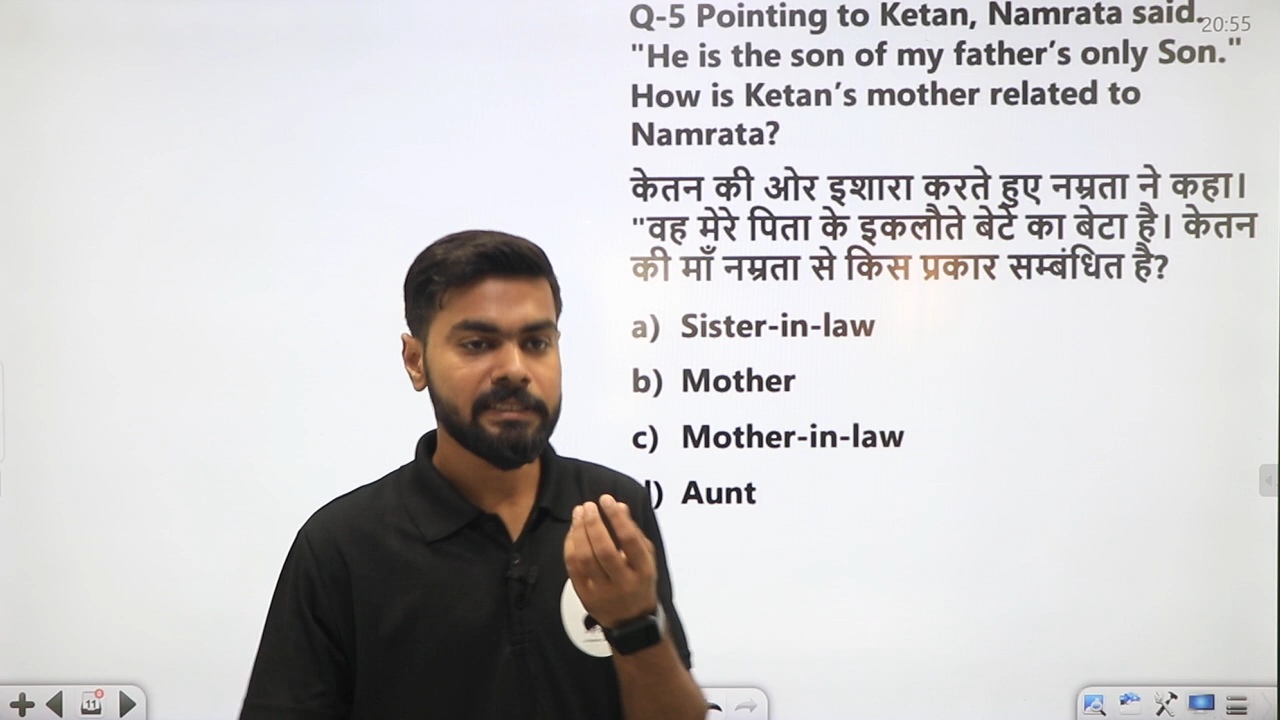 Q-5 Pointing to Ketan, Namrata said.
20:55
"He is the son of my father's only Son."
How is Ketan's mother related to
Namrata?
केतन की ओर इशारा करते हुए नम्रता ने कहा।
"वह मेरे पिता के इकलौते बेटे का बेटा है। केतन
की माँ नम्रता से किस प्रकार सम्बंधित है?
a) Sister-in-law
b) Mother
c) Mother-in-law
d) Aunt
11